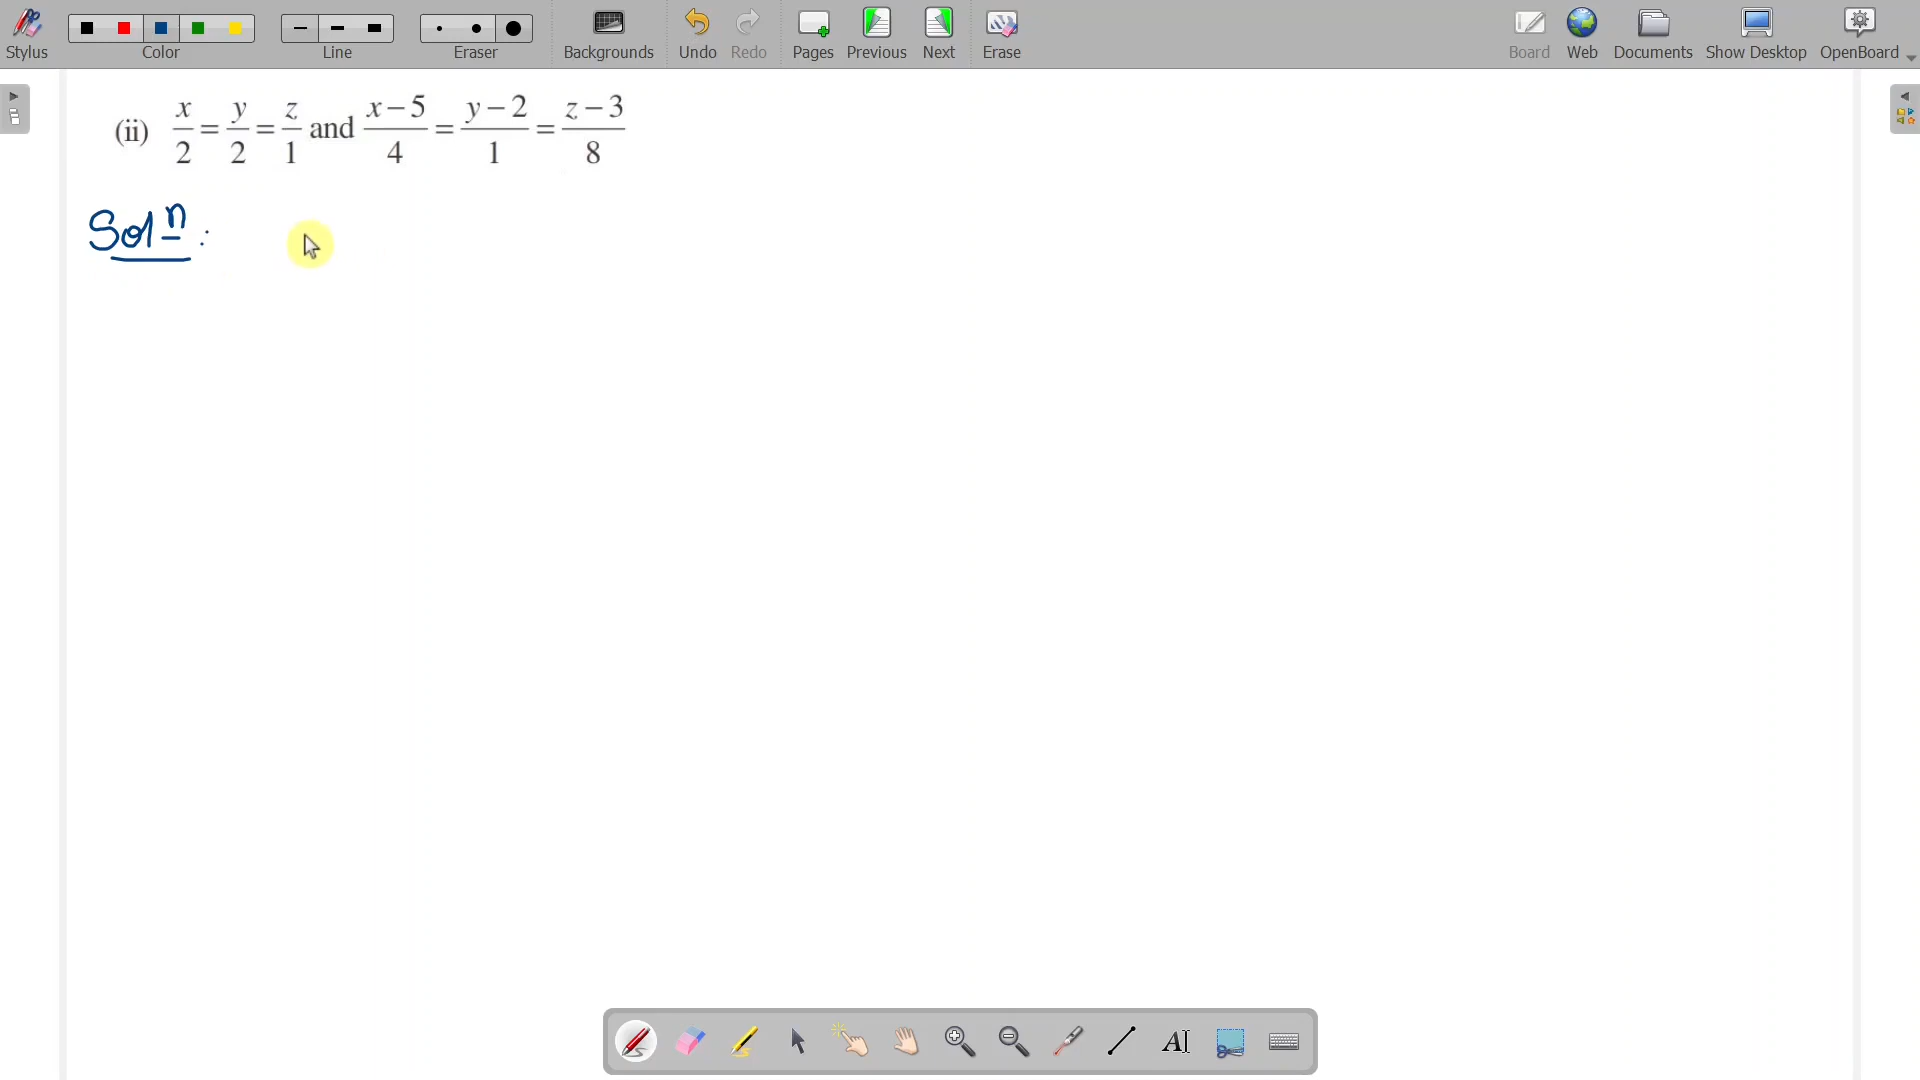 Stylus Color Line Eraser Backgrounds Undo Redo Pages Previous Next Erase Board Web Documents Show Desktop OpenBoard
(ii) x/2 = y/2 = z/1 and x−5/4 = y−2/1 = z−3/8
Solⁿ :
AI